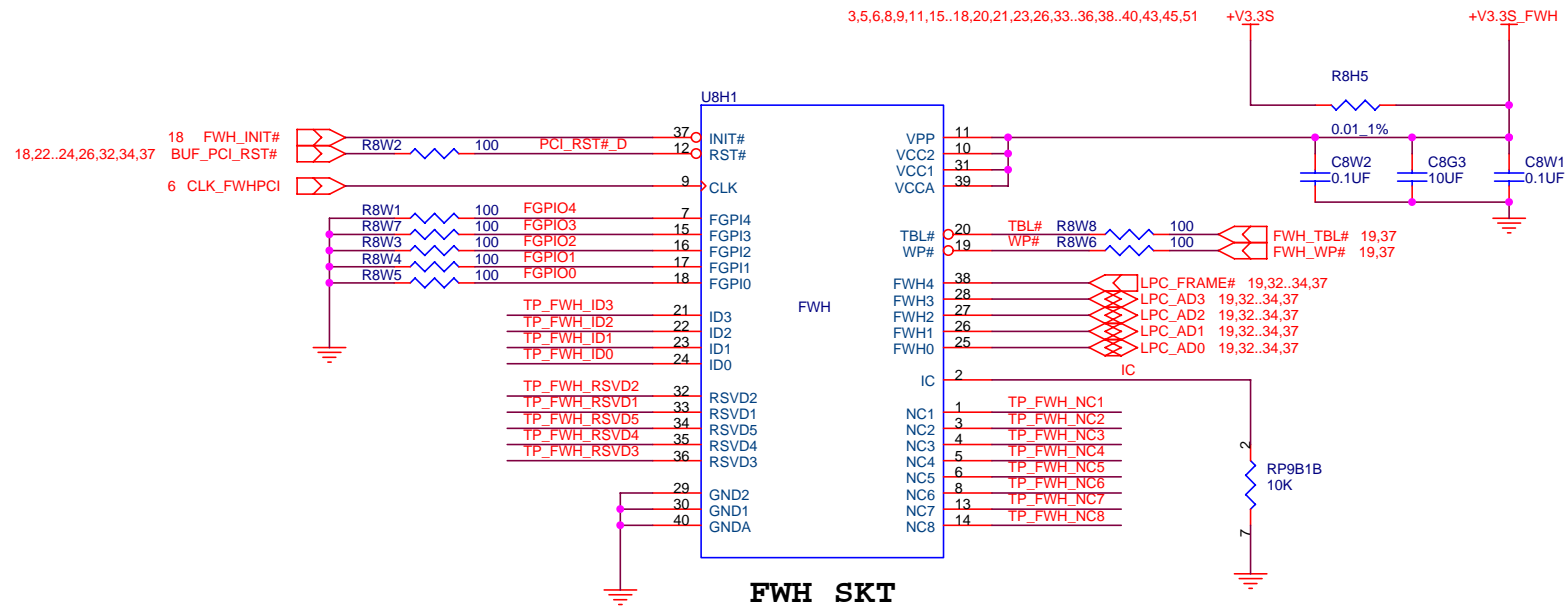 3,5,6,8,9,11,15..18,20,21,23,26,33..36,38..40,43,45,51 +V3.3S +V3.3S_FWH
R8H5
0.01_1%
C8W2 0.1UF C8G3 10UF C8W1 0.1UF
U8H1
18 FWH_INIT# 37 INIT#
18,22..24,26,32,34,37 BUF_PCI_RST# R8W2 100 PCI_RST#_D 12 RST#
6 CLK_FWHPCI 9 CLK
R8W1 100 FGPIO4 7 FGPI4
R8W7 100 FGPIO3 15 FGPI3
R8W3 100 FGPIO2 16 FGPI2
R8W4 100 FGPIO1 17 FGPI1
R8W5 100 FGPIO0 18 FGPI0
TP_FWH_ID3 21 ID3
TP_FWH_ID2 22 ID2
TP_FWH_ID1 23 ID1
TP_FWH_ID0 24 ID0
TP_FWH_RSVD2 32 RSVD2
TP_FWH_RSVD1 33 RSVD1
TP_FWH_RSVD5 34 RSVD5
TP_FWH_RSVD4 35 RSVD4
TP_FWH_RSVD3 36 RSVD3
29 GND2
30 GND1
40 GNDA
FWH
VPP 11
VCC2 10
VCC1 31
VCCA 39
TBL# 20 TBL# R8W8 100 FWH_TBL# 19,37
WP# 19 WP# R8W6 100 FWH_WP# 19,37
FWH4 38 LPC_FRAME# 19,32..34,37
FWH3 28 LPC_AD3 19,32..34,37
FWH2 27 LPC_AD2 19,32..34,37
FWH1 26 LPC_AD1 19,32..34,37
FWH0 25 LPC_AD0 19,32..34,37
IC 2 IC
NC1 1 TP_FWH_NC1
NC2 3 TP_FWH_NC2
NC3 4 TP_FWH_NC3
NC4 5 TP_FWH_NC4
NC5 6 TP_FWH_NC5
NC6 8 TP_FWH_NC6
NC7 13 TP_FWH_NC7
NC8 14 TP_FWH_NC8
2
RP9B1B
10K
7
FWH SKT